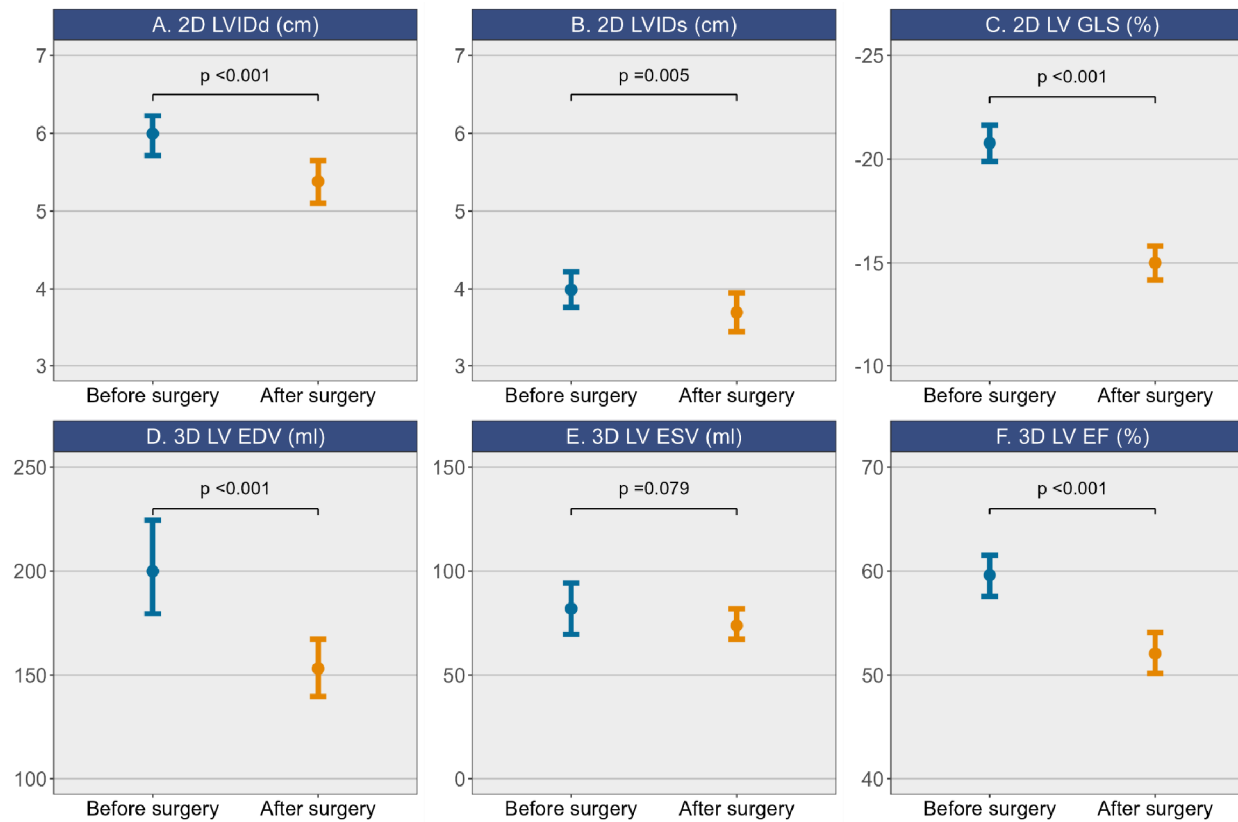 A. 2D LVIDd (cm)
7
6
5
4
3
p <0.001
Before surgery After surgery
B. 2D LVIDs (cm)
7
6
5
4
3
p =0.005
Before surgery After surgery
C. 2D LV GLS (%)
-25
-20
-15
-10
p <0.001
Before surgery After surgery
D. 3D LV EDV (ml)
250
200
150
100
p <0.001
Before surgery After surgery
E. 3D LV ESV (ml)
150
100
50
0
p =0.079
Before surgery After surgery
F. 3D LV EF (%)
70
60
50
40
p <0.001
Before surgery After surgery